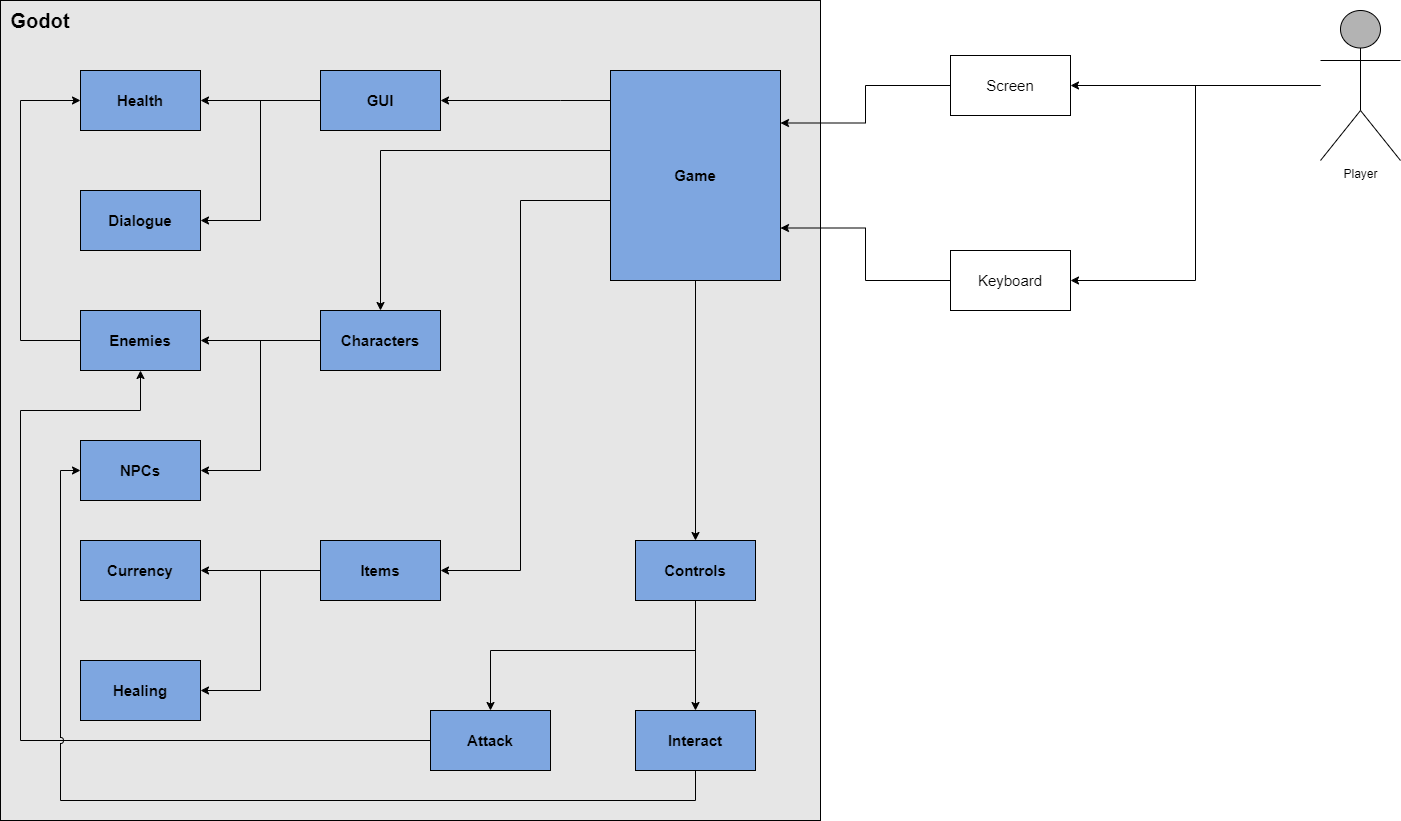 Godot
Health
GUI
Game
Screen
Player
Dialogue
Keyboard
Enemies
Characters
NPCs
Currency
Items
Controls
Healing
Attack
Interact